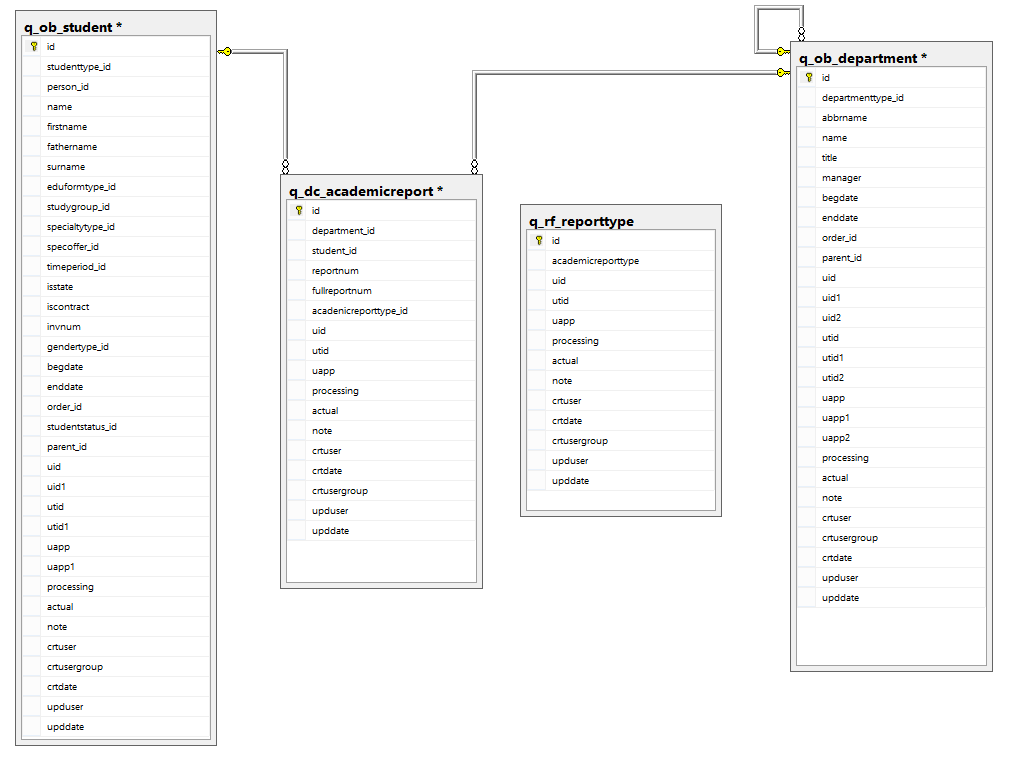 q_ob_student *
id
studenttype_id
person_id
name
firstname
fathername
surname
eduformtype_id
studygroup_id
specialtytype_id
specoffer_id
timeperiod_id
isstate
iscontract
invnum
gendertype_id
begdate
enddate
order_id
studentstatus_id
parent_id
uid
uid1
utid
utid1
uapp
uapp1
processing
actual
note
crtuser
crtusergroup
crtdate
upduser
upddate
q_dc_academicreport *
id
department_id
student_id
reportnum
fullreportnum
acadenicreporttype_id
uid
utid
uapp
processing
actual
note
crtuser
crtdate
crtusergroup
upduser
upddate
q_rf_reporttype
id
academicreporttype
uid
utid
uapp
processing
actual
note
crtuser
crtdate
crtusergroup
upduser
upddate
q_ob_department *
id
departmenttype_id
abbrname
name
title
manager
begdate
enddate
order_id
parent_id
uid
uid1
uid2
utid
utid1
utid2
uapp
uapp1
uapp2
processing
actual
note
crtuser
crtusergroup
crtdate
upduser
upddate